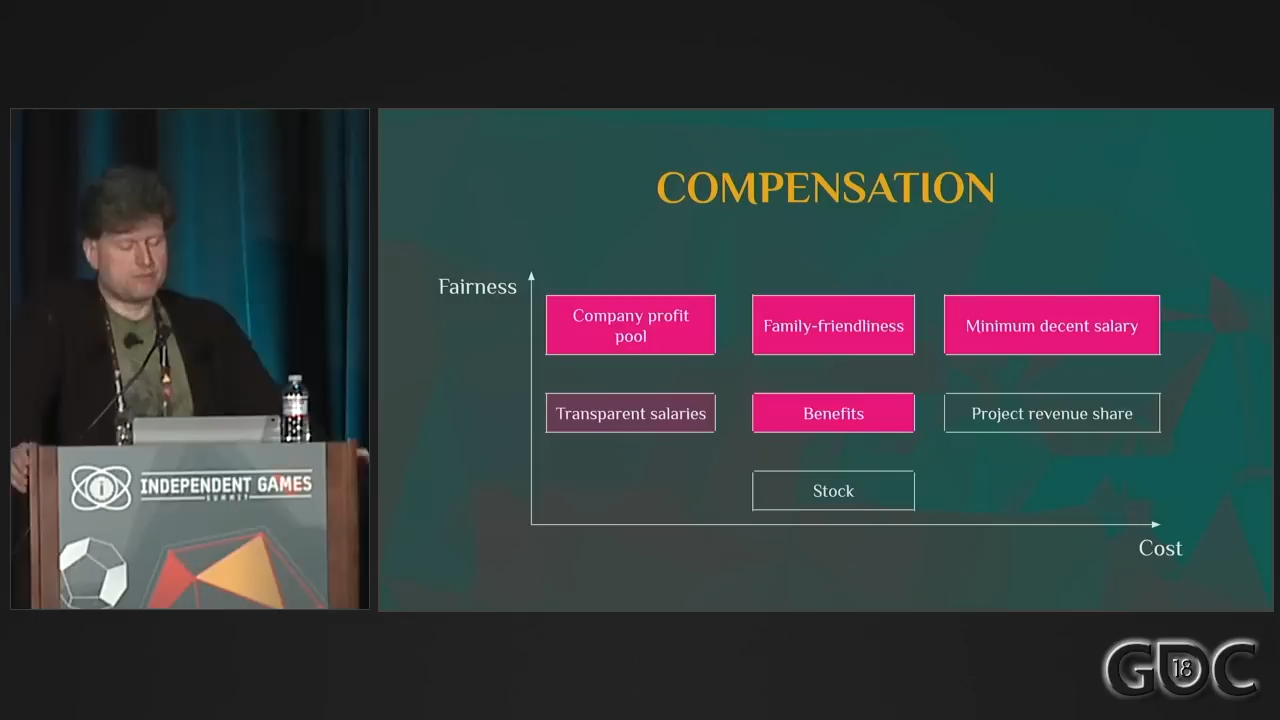 COMPENSATION
Fairness
Company profit
pool
Family-friendliness
Minimum decent salary
Transparent salaries
Benefits
Project revenue share
Stock
Cost
INDEPENDENT GAMES
SUMMIT
GDC
18